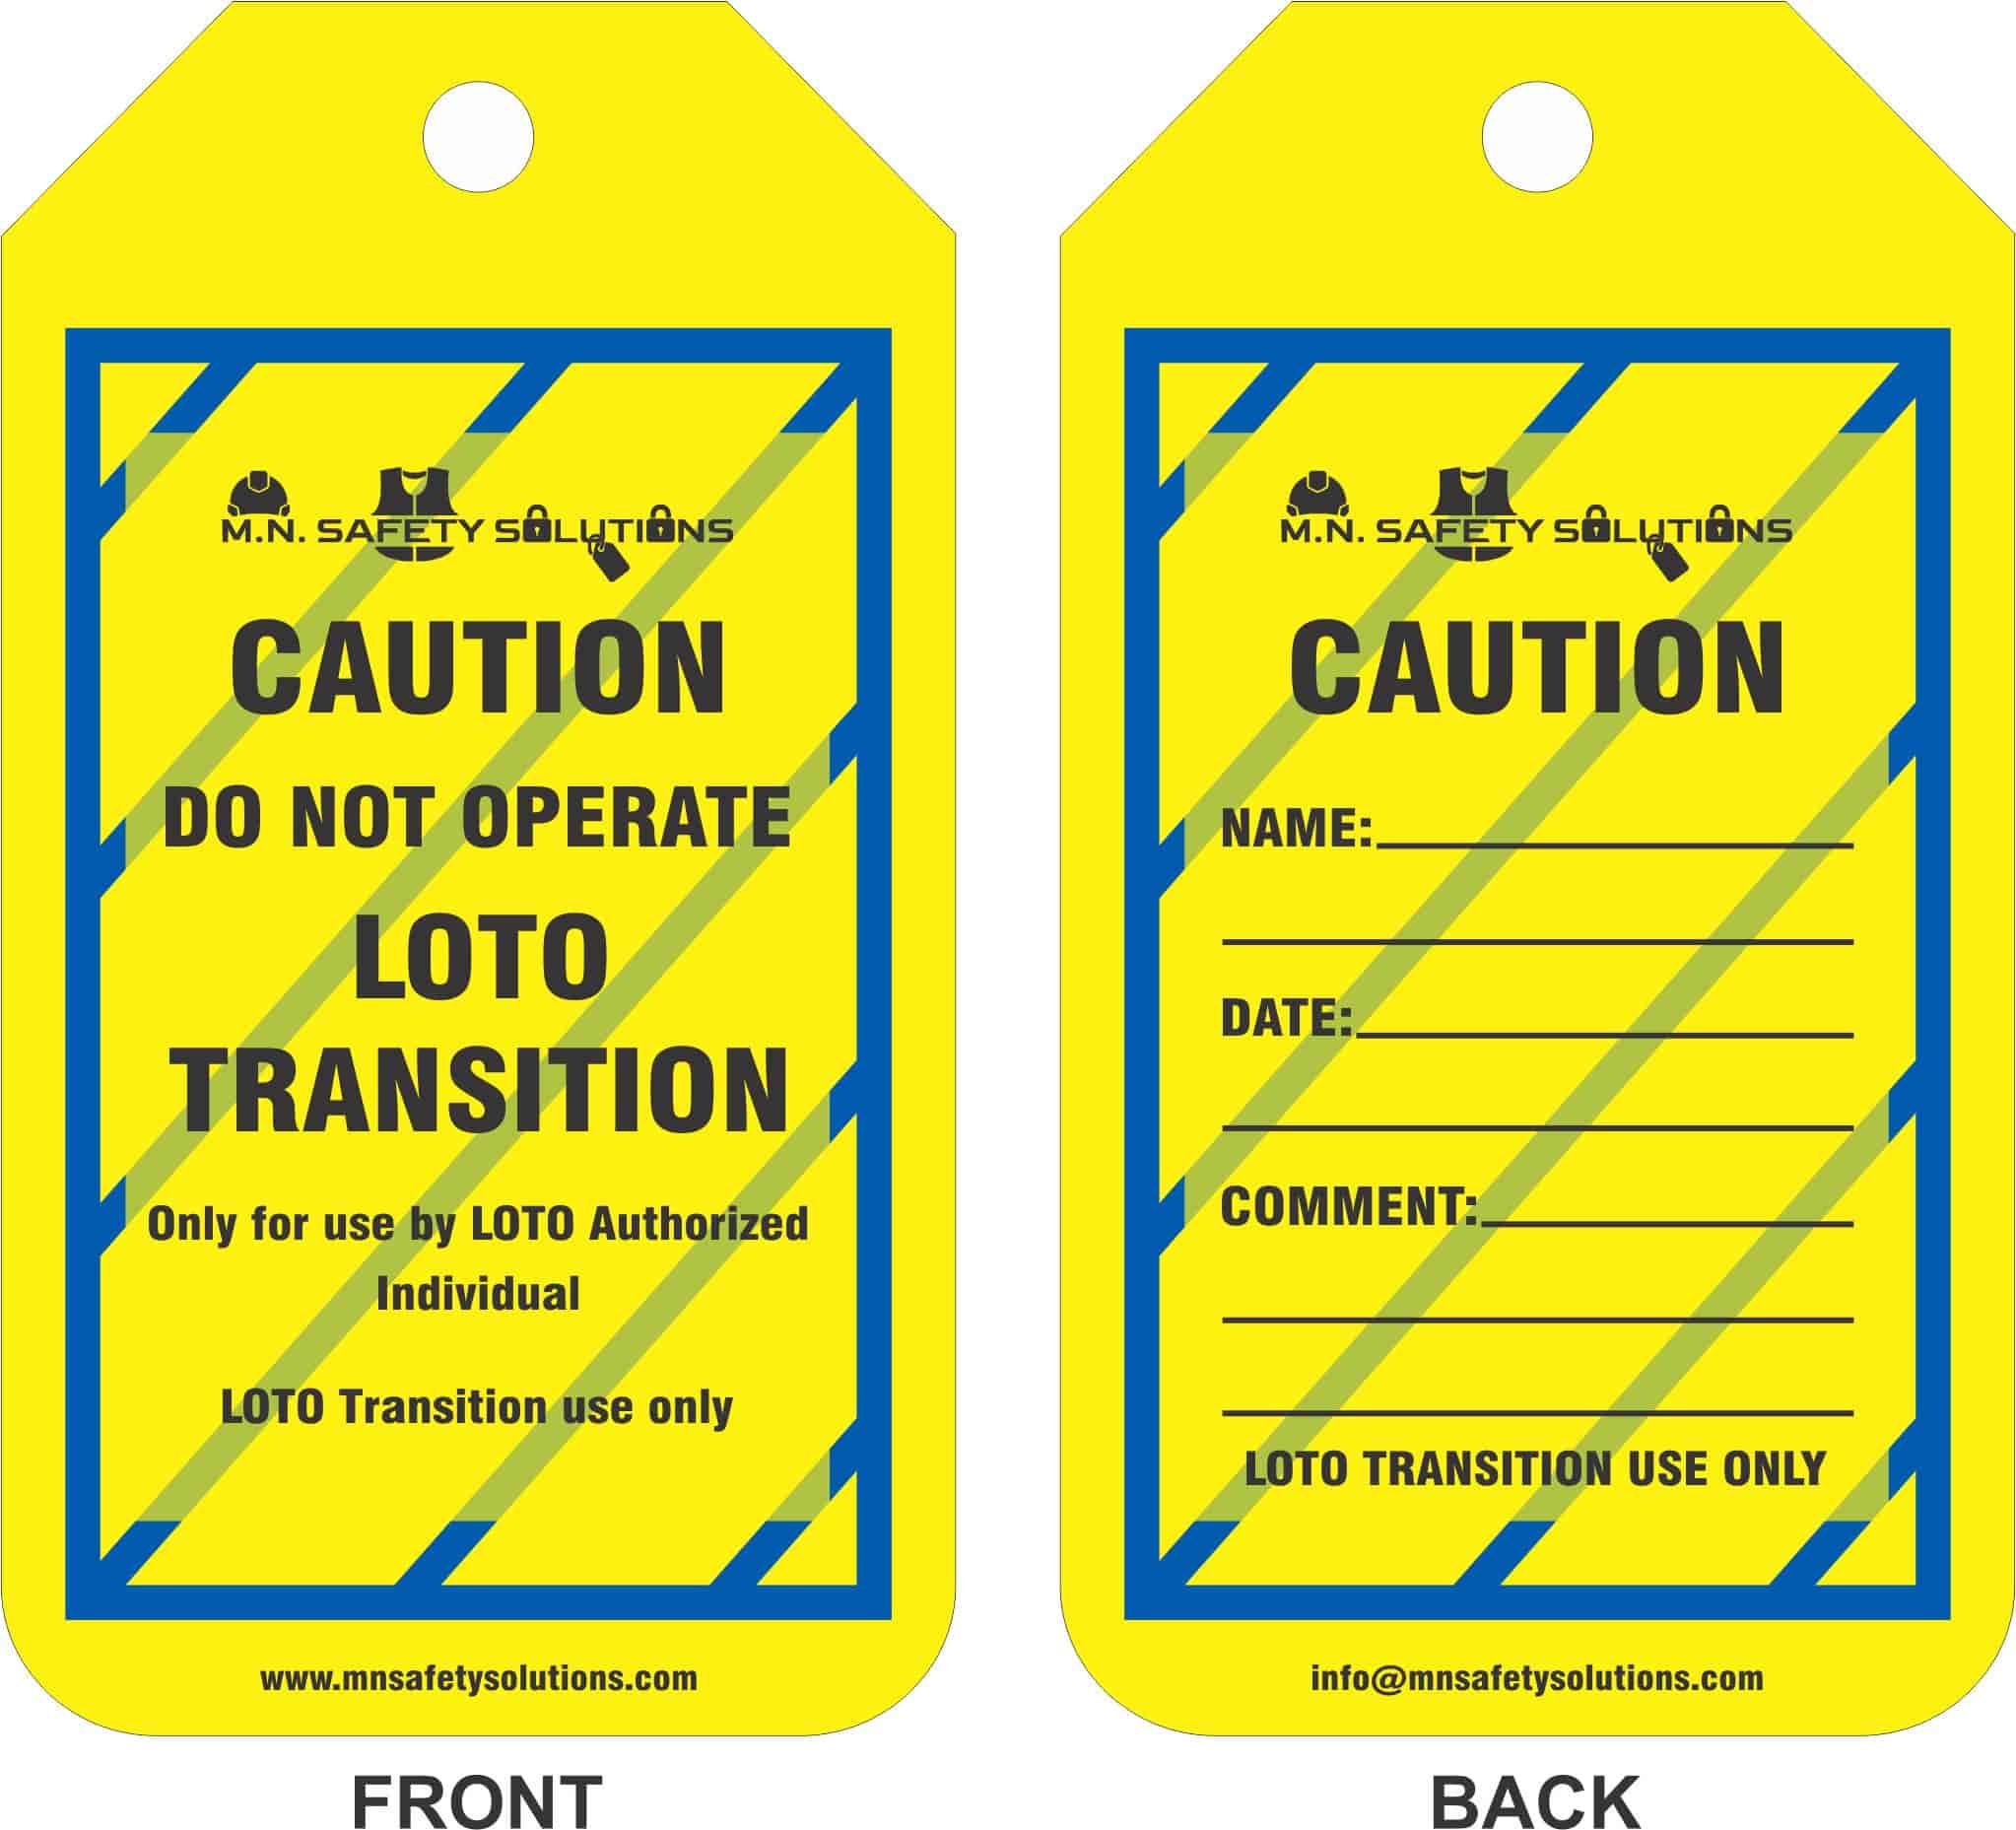 M.N. SAFETY SOLUTIONS
CAUTION
DO NOT OPERATE
LOTO
TRANSITION
Only for use by LOTO Authorized
Individual
LOTO Transition use only
www.mnsafetysolutions.com
FRONT
M.N. SAFETY SOLUTIONS
CAUTION
NAME:
DATE:
COMMENT:
LOTO TRANSITION USE ONLY
info@mnsafetysolutions.com
BACK